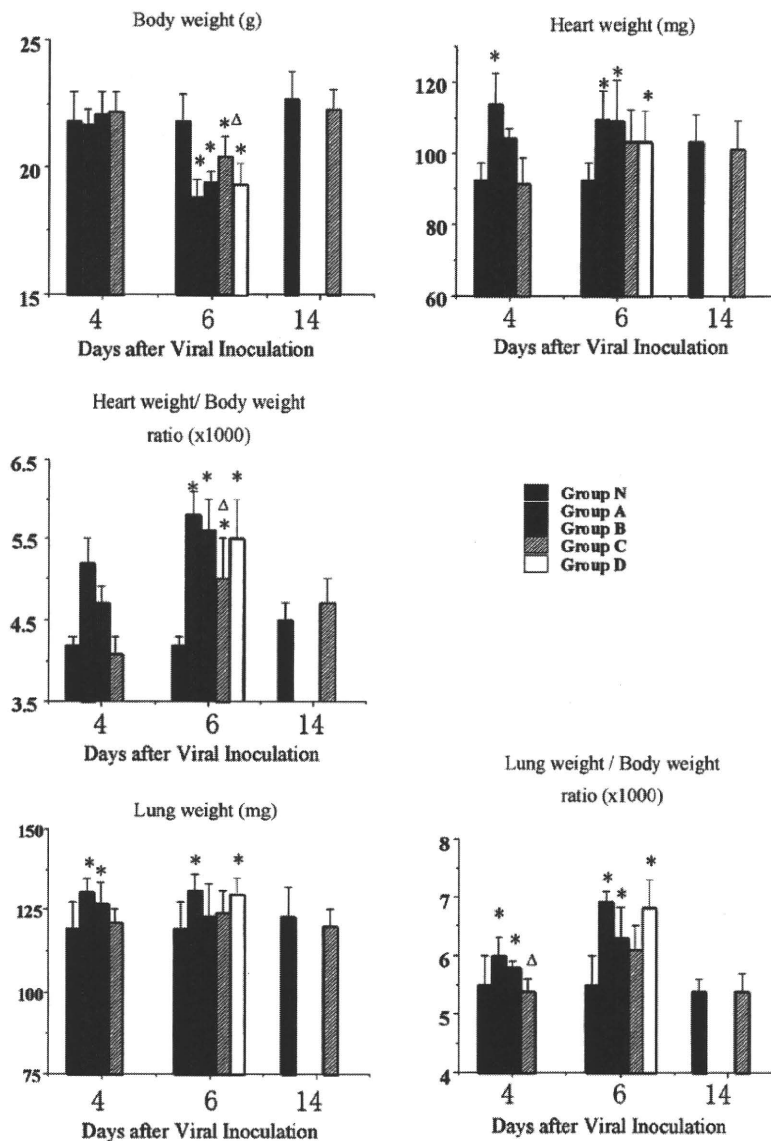 Body weight (g)
25
20
15
* * * Δ *
4 6 14
Days after Viral Inoculation
Heart weight (mg)
120
100
80
60
* * * *
4 6 14
Days after Viral Inoculation
Heart weight/ Body weight
ratio (x1000)
6.5
5.5
4.5
3.5
* * Δ * *
4 6 14
Days after Viral Inoculation
Group N
Group A
Group B
Group C
Group D
Lung weight (mg)
150
125
100
75
* * * *
4 6 14
Days after Viral Inoculation
Lung weight / Body weight
ratio (x1000)
8
7
6
5
4
* * Δ * * *
4 6 14
Days after Viral Inoculation